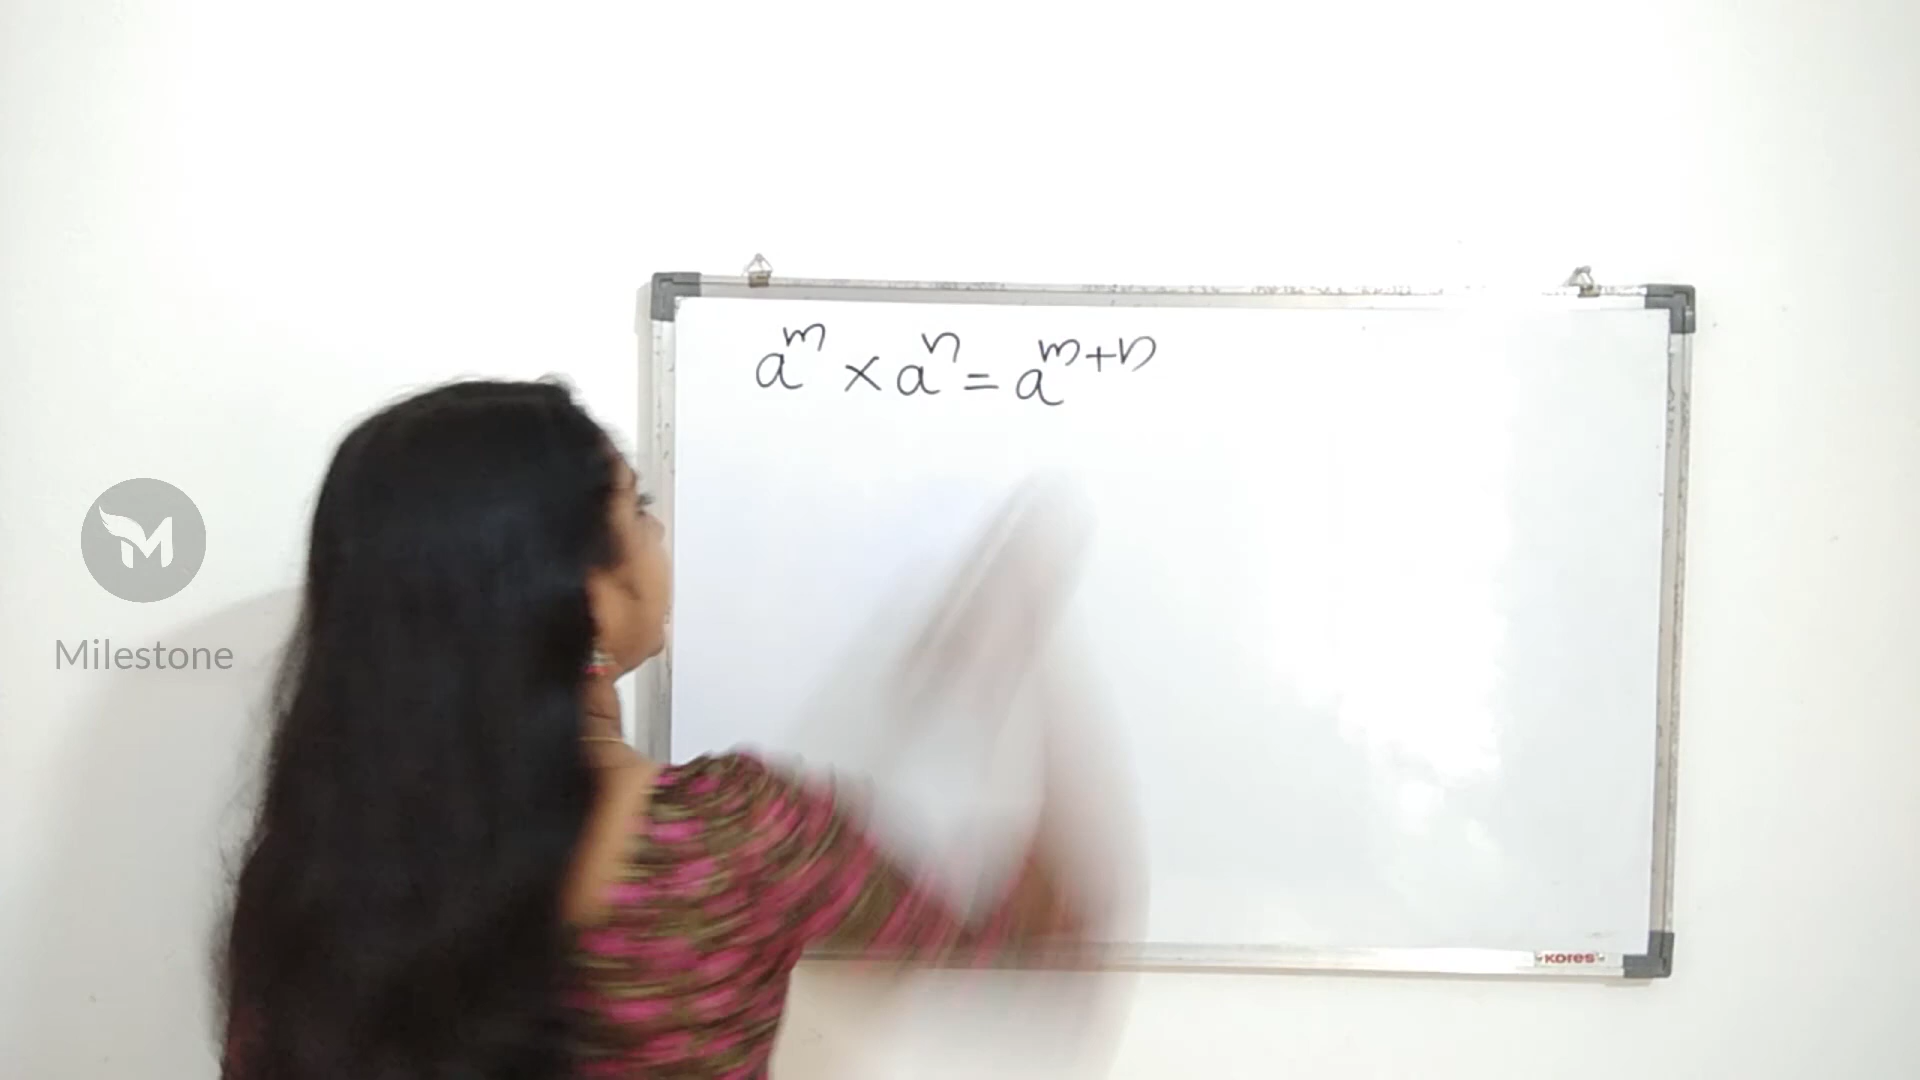 a^m × a^n = a^{m+n}
Milestone
Kores